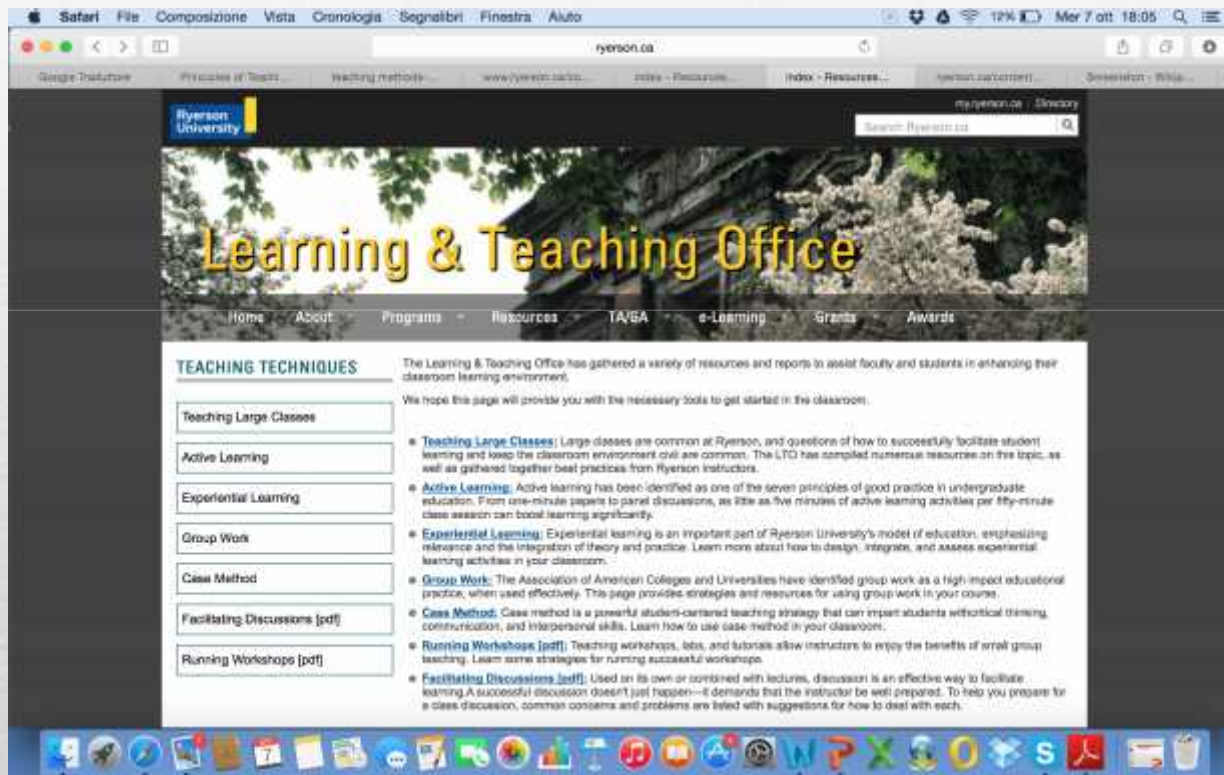 Safari File Composizione Vista Cronologia Segnalibri Finestra Aiuto 12% Mer 7 ott 18:05
ryerson.ca
Google Traduttore Principles of Teachi... teaching methods-... www.ryerson.ca/co... Index - Resources... Index - Resources... ryerson.ca/content... Screenshot - Wikip...
Ryerson
University
my.ryerson.ca Directory
Search Ryerson.ca
Learning & Teaching Office
Home About Programs Resources TA/GA e-Learning Grants Awards
TEACHING TECHNIQUES
Teaching Large Classes
Active Learning
Experiential Learning
Group Work
Case Method
Facilitating Discussions [pdf]
Running Workshops [pdf]
The Learning & Teaching Office has gathered a variety of resources and reports to assist faculty and students in enhancing their
classroom learning environment.
We hope this page will provide you with the necessary tools to get started in the classroom.
Teaching Large Classes: Large classes are common at Ryerson, and questions of how to successfully facilitate student
learning and keep the classroom environment civil are common. The LTO has compiled numerous resources on this topic, as
well as gathered together best practices from Ryerson instructors.
Active Learning: Active learning has been identified as one of the seven principles of good practice in undergraduate
education. From one-minute papers to panel discussions, as little as five minutes of active learning activities per fifty-minute
class session can boost learning significantly.
Experiential Learning: Experiential learning is an important part of Ryerson University's model of education, emphasizing
relevance and the integration of theory and practice. Learn more about how to design, integrate, and assess experiential
learning activities in your classroom.
Group Work: The Association of American Colleges and Universities have identified group work as a high impact educational
practice, when used effectively. This page provides strategies and resources for using group work in your course.
Case Method: Case method is a powerful student-centered teaching strategy that can impart students withcritical thinking,
communication, and interpersonal skills. Learn how to use case method in your classroom.
Running Workshops [pdf]: Teaching workshops, labs, and tutorials allow instructors to enjoy the benefits of small group
teaching. Learn some strategies for running successful workshops.
Facilitating Discussions [pdf]: Used on its own or combined with lectures, discussion is an effective way to facilitate
learning.A successful discussion doesn't just happen—it demands that the instructor be well prepared. To help you prepare for
a class discussion, common concerns and problems are listed with suggestions for how to deal with each.